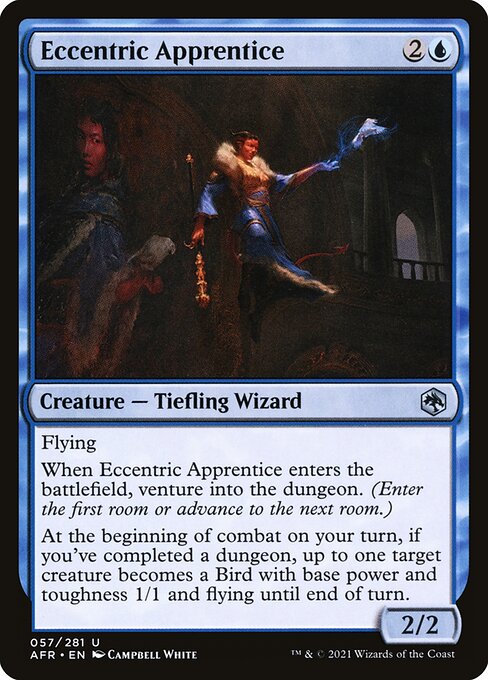 Eccentric Apprentice 2
Creature — Tiefling Wizard
Flying
When Eccentric Apprentice enters the
battlefield, venture into the dungeon. (Enter
the first room or advance to the next room.)
At the beginning of combat on your turn, if
you've completed a dungeon, up to one target
creature becomes a Bird with base power and
toughness 1/1 and flying until end of turn.
2/2
057/281 U
AFR • EN Campbell White ™ & © 2021 Wizards of the Coast